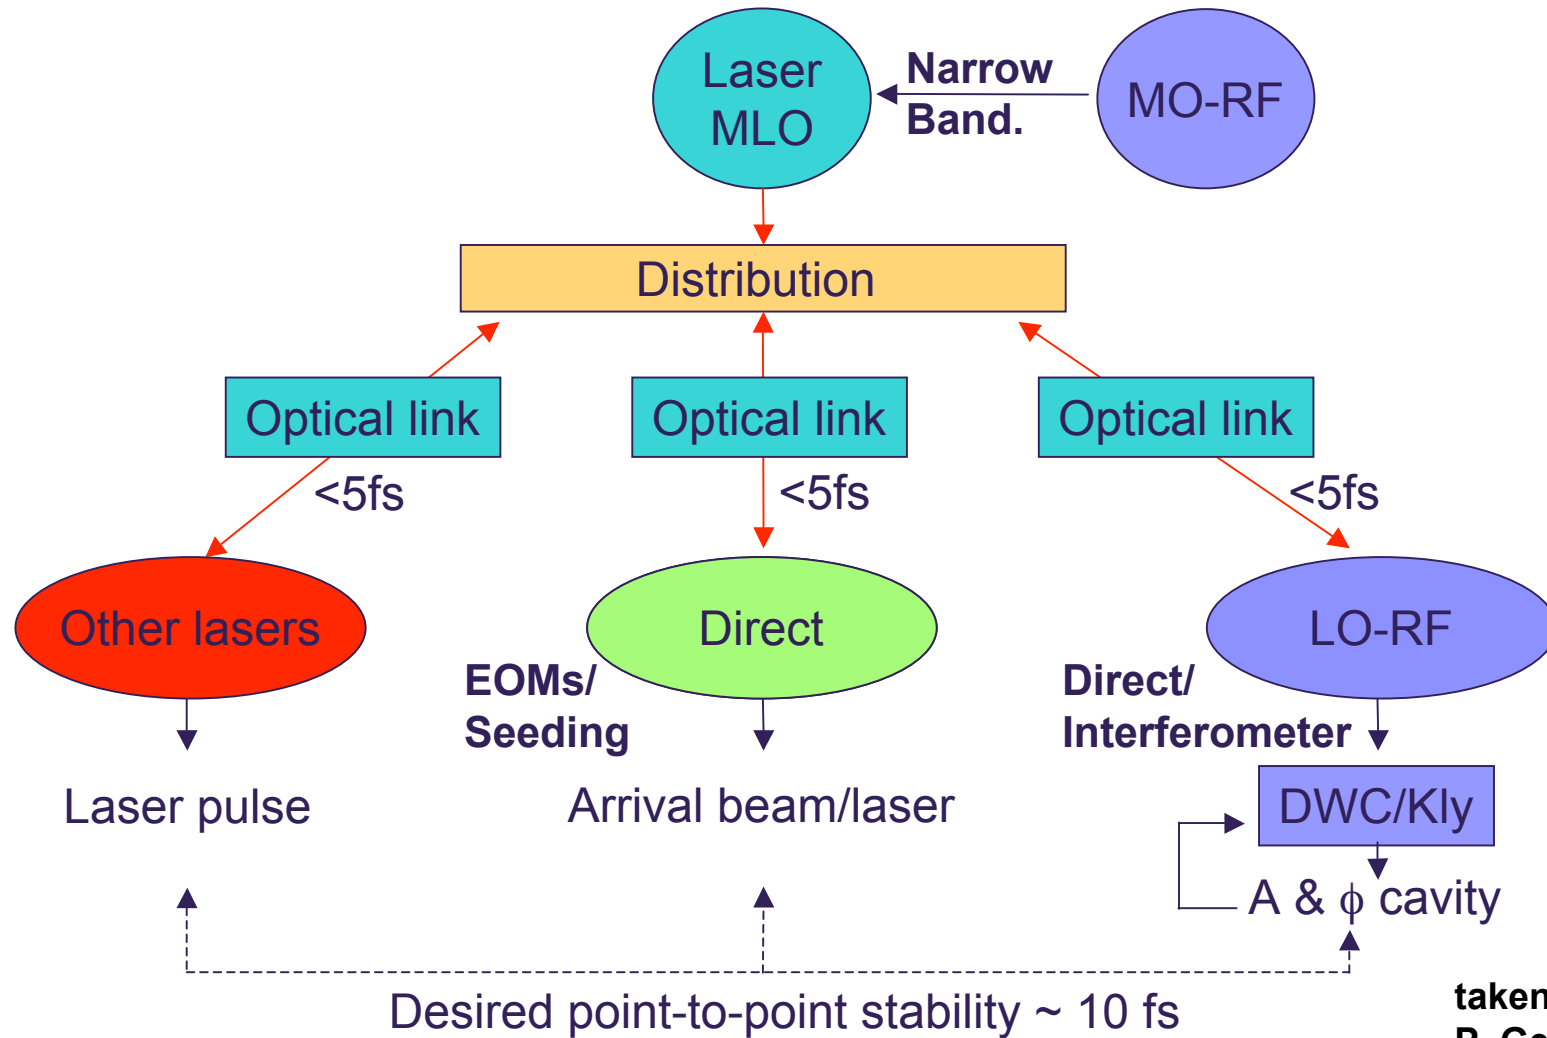 Laser
MLO
Narrow
Band.
MO-RF
Distribution
Optical link
Optical link
Optical link
<5fs
<5fs
<5fs
Other lasers
Direct
LO-RF
EOMs/
Seeding
Direct/
Interferometer
Laser pulse
Arrival beam/laser
DWC/Kly
A & ϕ cavity
Desired point-to-point stability ~ 10 fs
taken